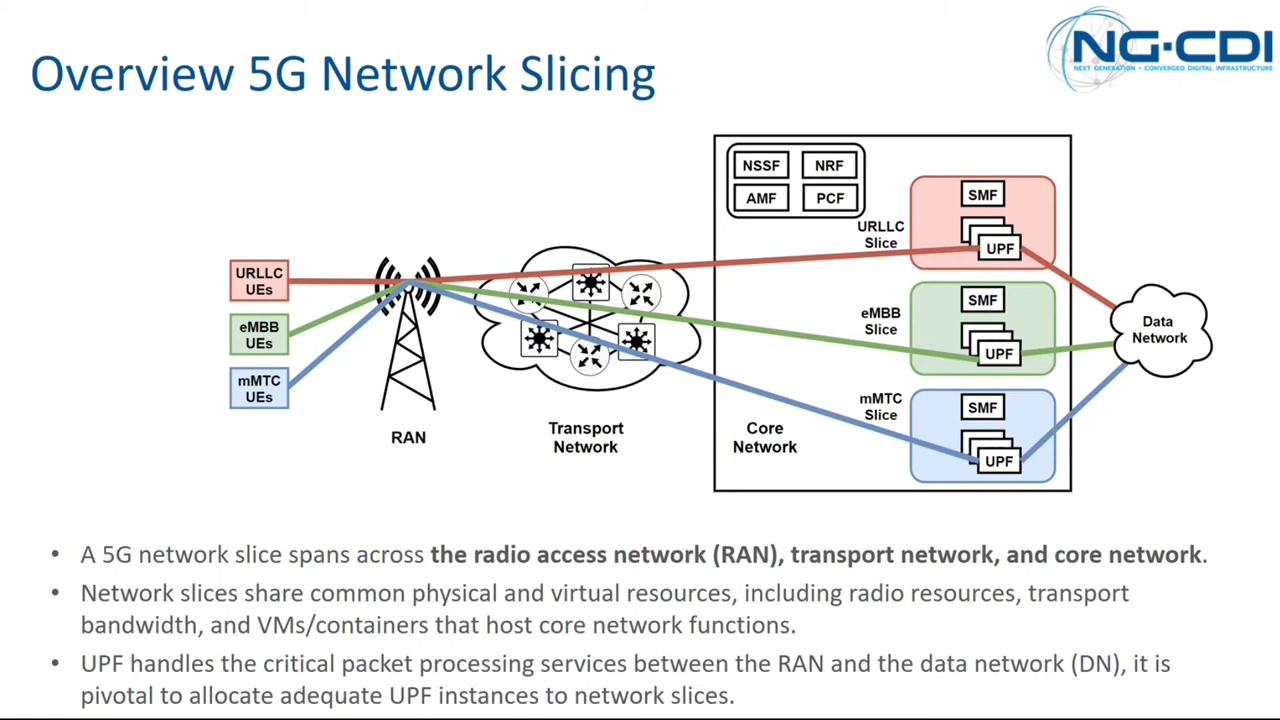 NG-CDI
NEXT GENERATION - CONVERGED DIGITAL INFRASTRUCTURE
Overview 5G Network Slicing
NSSF
NRF
AMF
PCF
URLLC
Slice
SMF
UPF
URLLC
UEs
eMBB
UEs
mMTC
UEs
eMBB
Slice
SMF
UPF
mMTC
Slice
SMF
UPF
Data
Network
RAN
Transport
Network
Core
Network
• A 5G network slice spans across the radio access network (RAN), transport network, and core network.
• Network slices share common physical and virtual resources, including radio resources, transport
bandwidth, and VMs/containers that host core network functions.
• UPF handles the critical packet processing services between the RAN and the data network (DN), it is
pivotal to allocate adequate UPF instances to network slices.